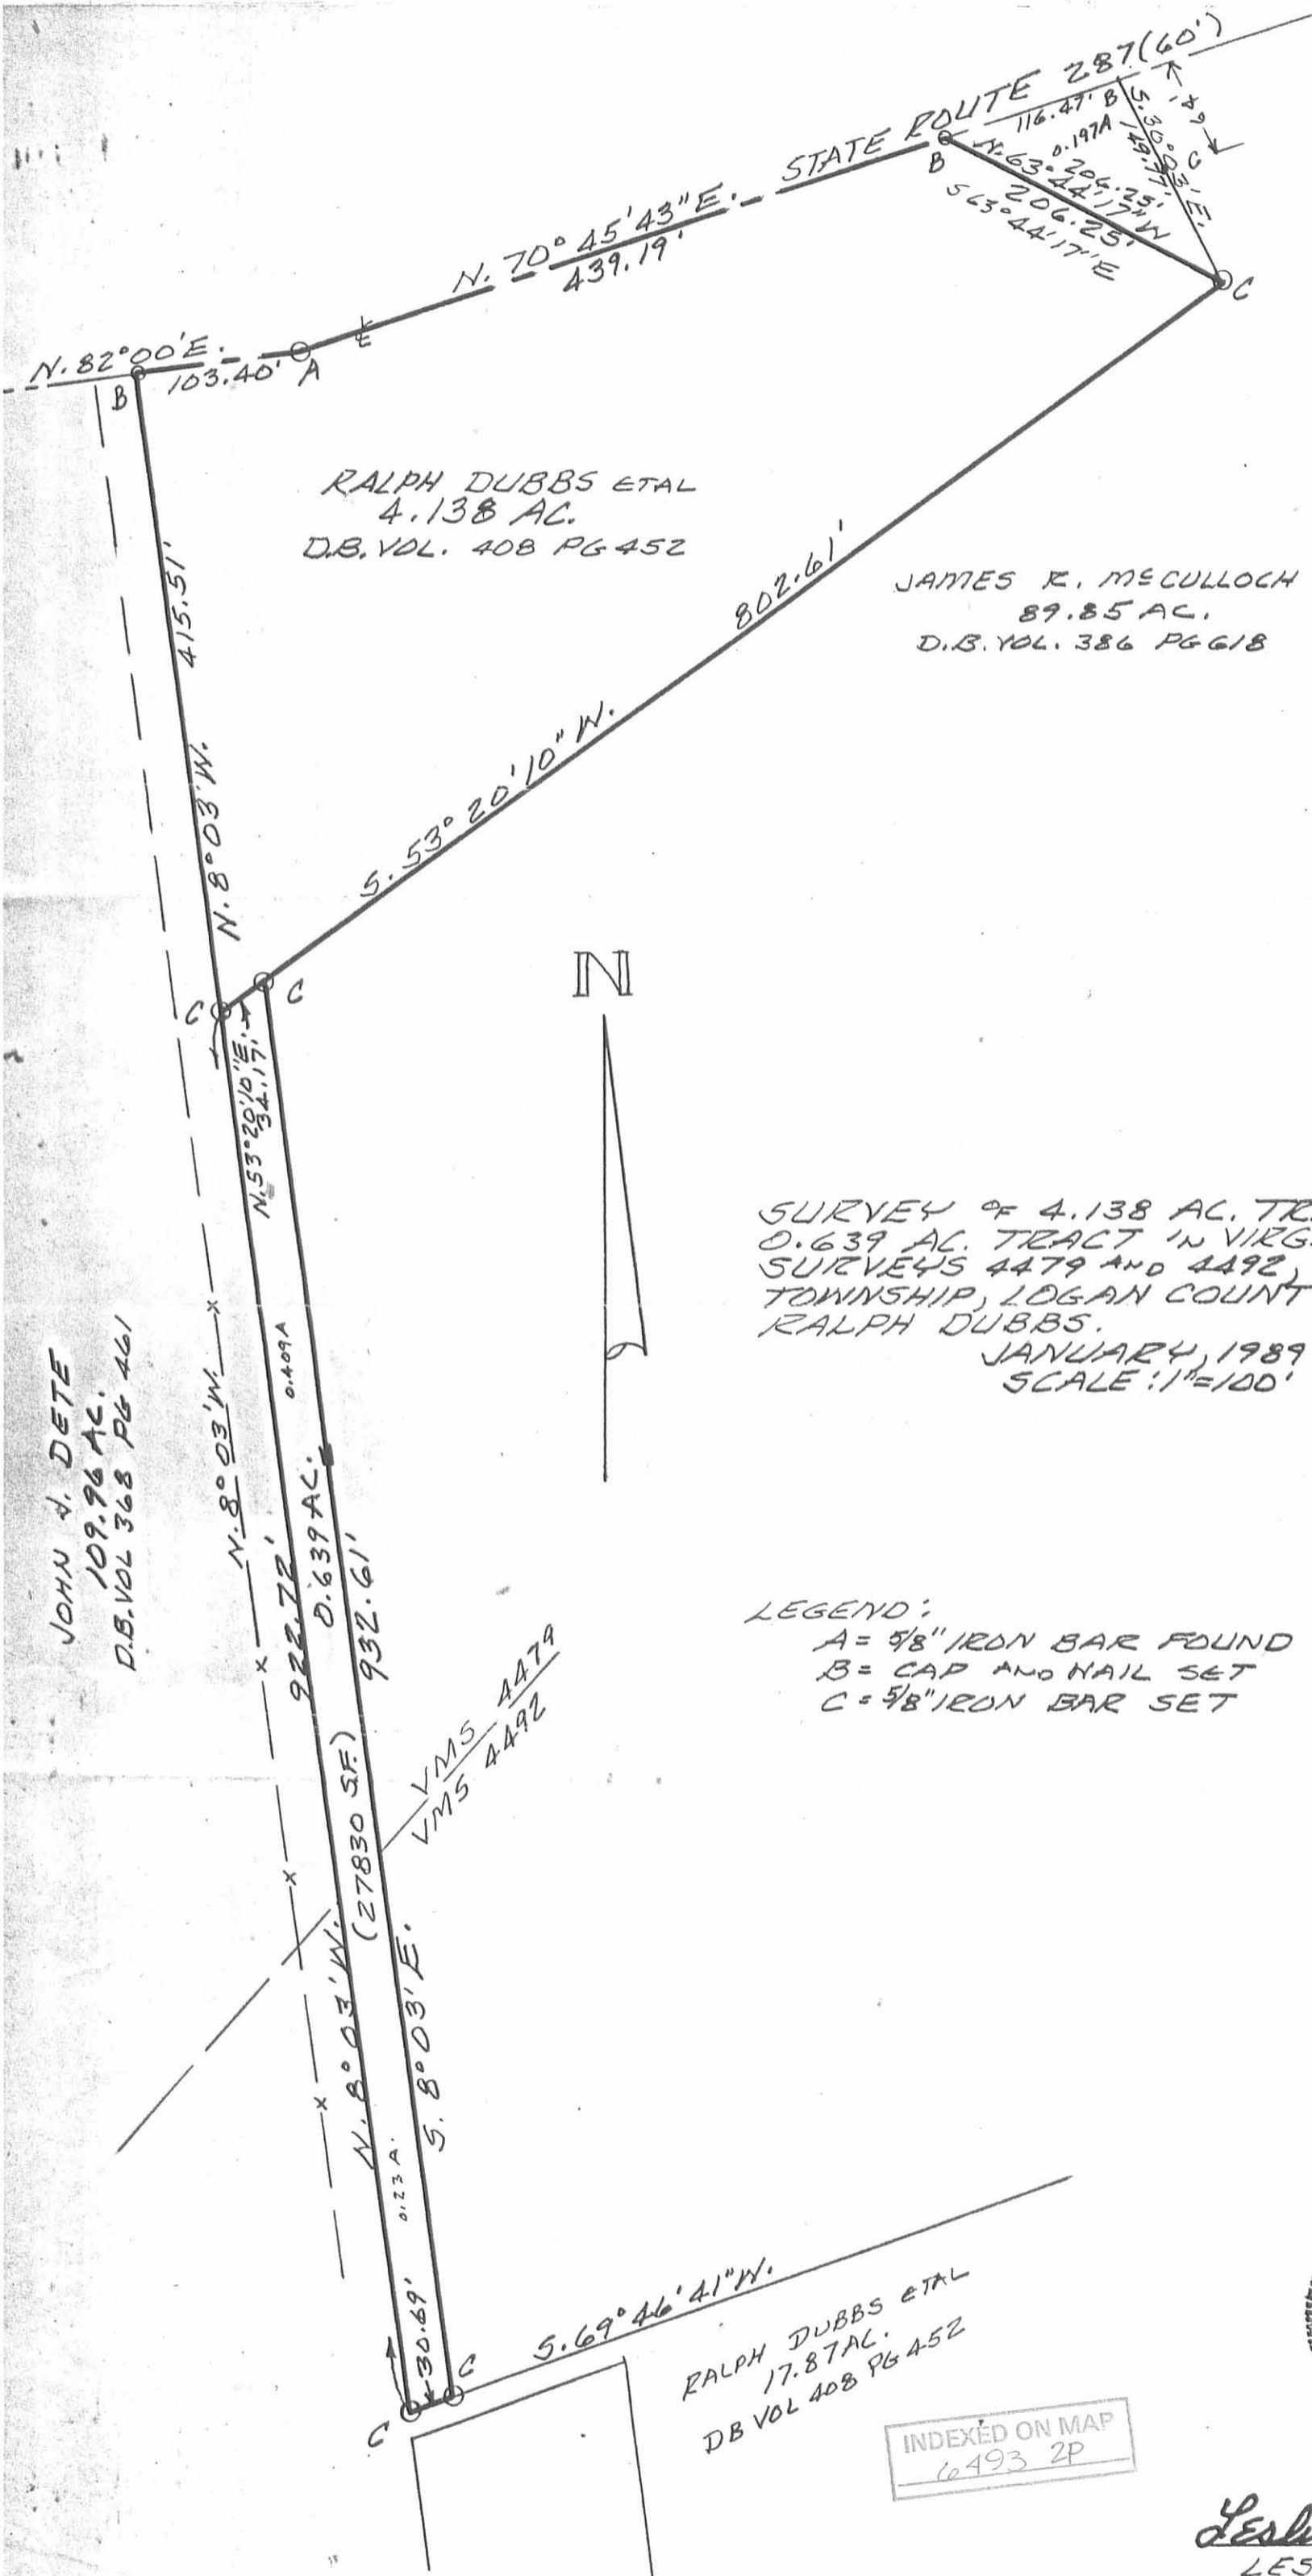 STATE ROUTE 287 (60')
116.47'
B
S. 30° 03' E.
149.37'
0.197A
206.25'
N. 63° 44' 17" W
206.25'
S 63° 44' 17" E
B
C
C
N. 70° 45' 43" E.
439.19'
N. 82° 00' E.
103.40'
A
B
RALPH DUBBS ETAL
4.138 AC.
D.B. VOL. 408 PG 452
415.51'
N. 8° 03' W.
802.61'
S. 53° 20' 10" W.
JAMES R. McCULLOCH
89.85 AC.
D.B. VOL. 386 PG 618
C
C
N. 53° 20' 10" E.
34.17'
N
SURVEY OF 4.138 AC. TR
0.639 AC. TRACT IN VIRG
SURVEYS 4479 AND 4492,
TOWNSHIP, LOGAN COUNT
RALPH DUBBS.
JANUARY, 1989
SCALE: 1"=100'
JOHN J. DETE
109.96 AC.
D.B. VOL 368 PG 461
N. 8° 03' W.
0.409A
922.72'
0.639 AC.
932.61'
(27830 S.F.)
VMS 4479
VMS 4492
LEGEND:
A = 5/8" IRON BAR FOUND
B = CAP AND NAIL SET
C = 5/8" IRON BAR SET
N. 8° 03' W.
S. 8° 03' E.
0.23 A.
30.69'
C
C
S. 69° 46' 41" W.
RALPH DUBBS ETAL
17.87 AC.
DB VOL 408 PG 452
INDEXED ON MAP
6493 2P
Lesli
LES